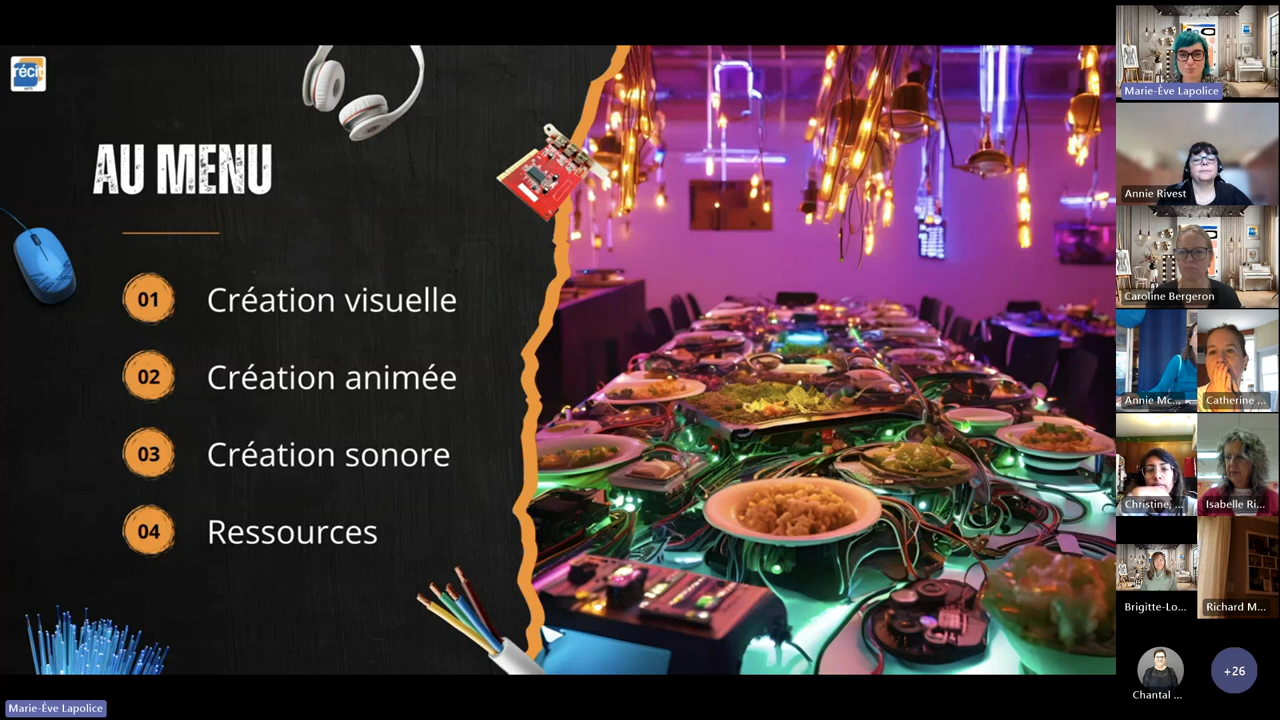 récit
AU MENU
01 Création visuelle
02 Création animée
03 Création sonore
04 Ressources
Marie-Ève Lapolice
Marie-Ève Lapolice
Annie Rivest
Caroline Bergeron
Annie Mc...
Catherine ...
Christine, ...
Isabelle Ri...
Brigitte-Lo...
Richard M...
Chantal ...
+26